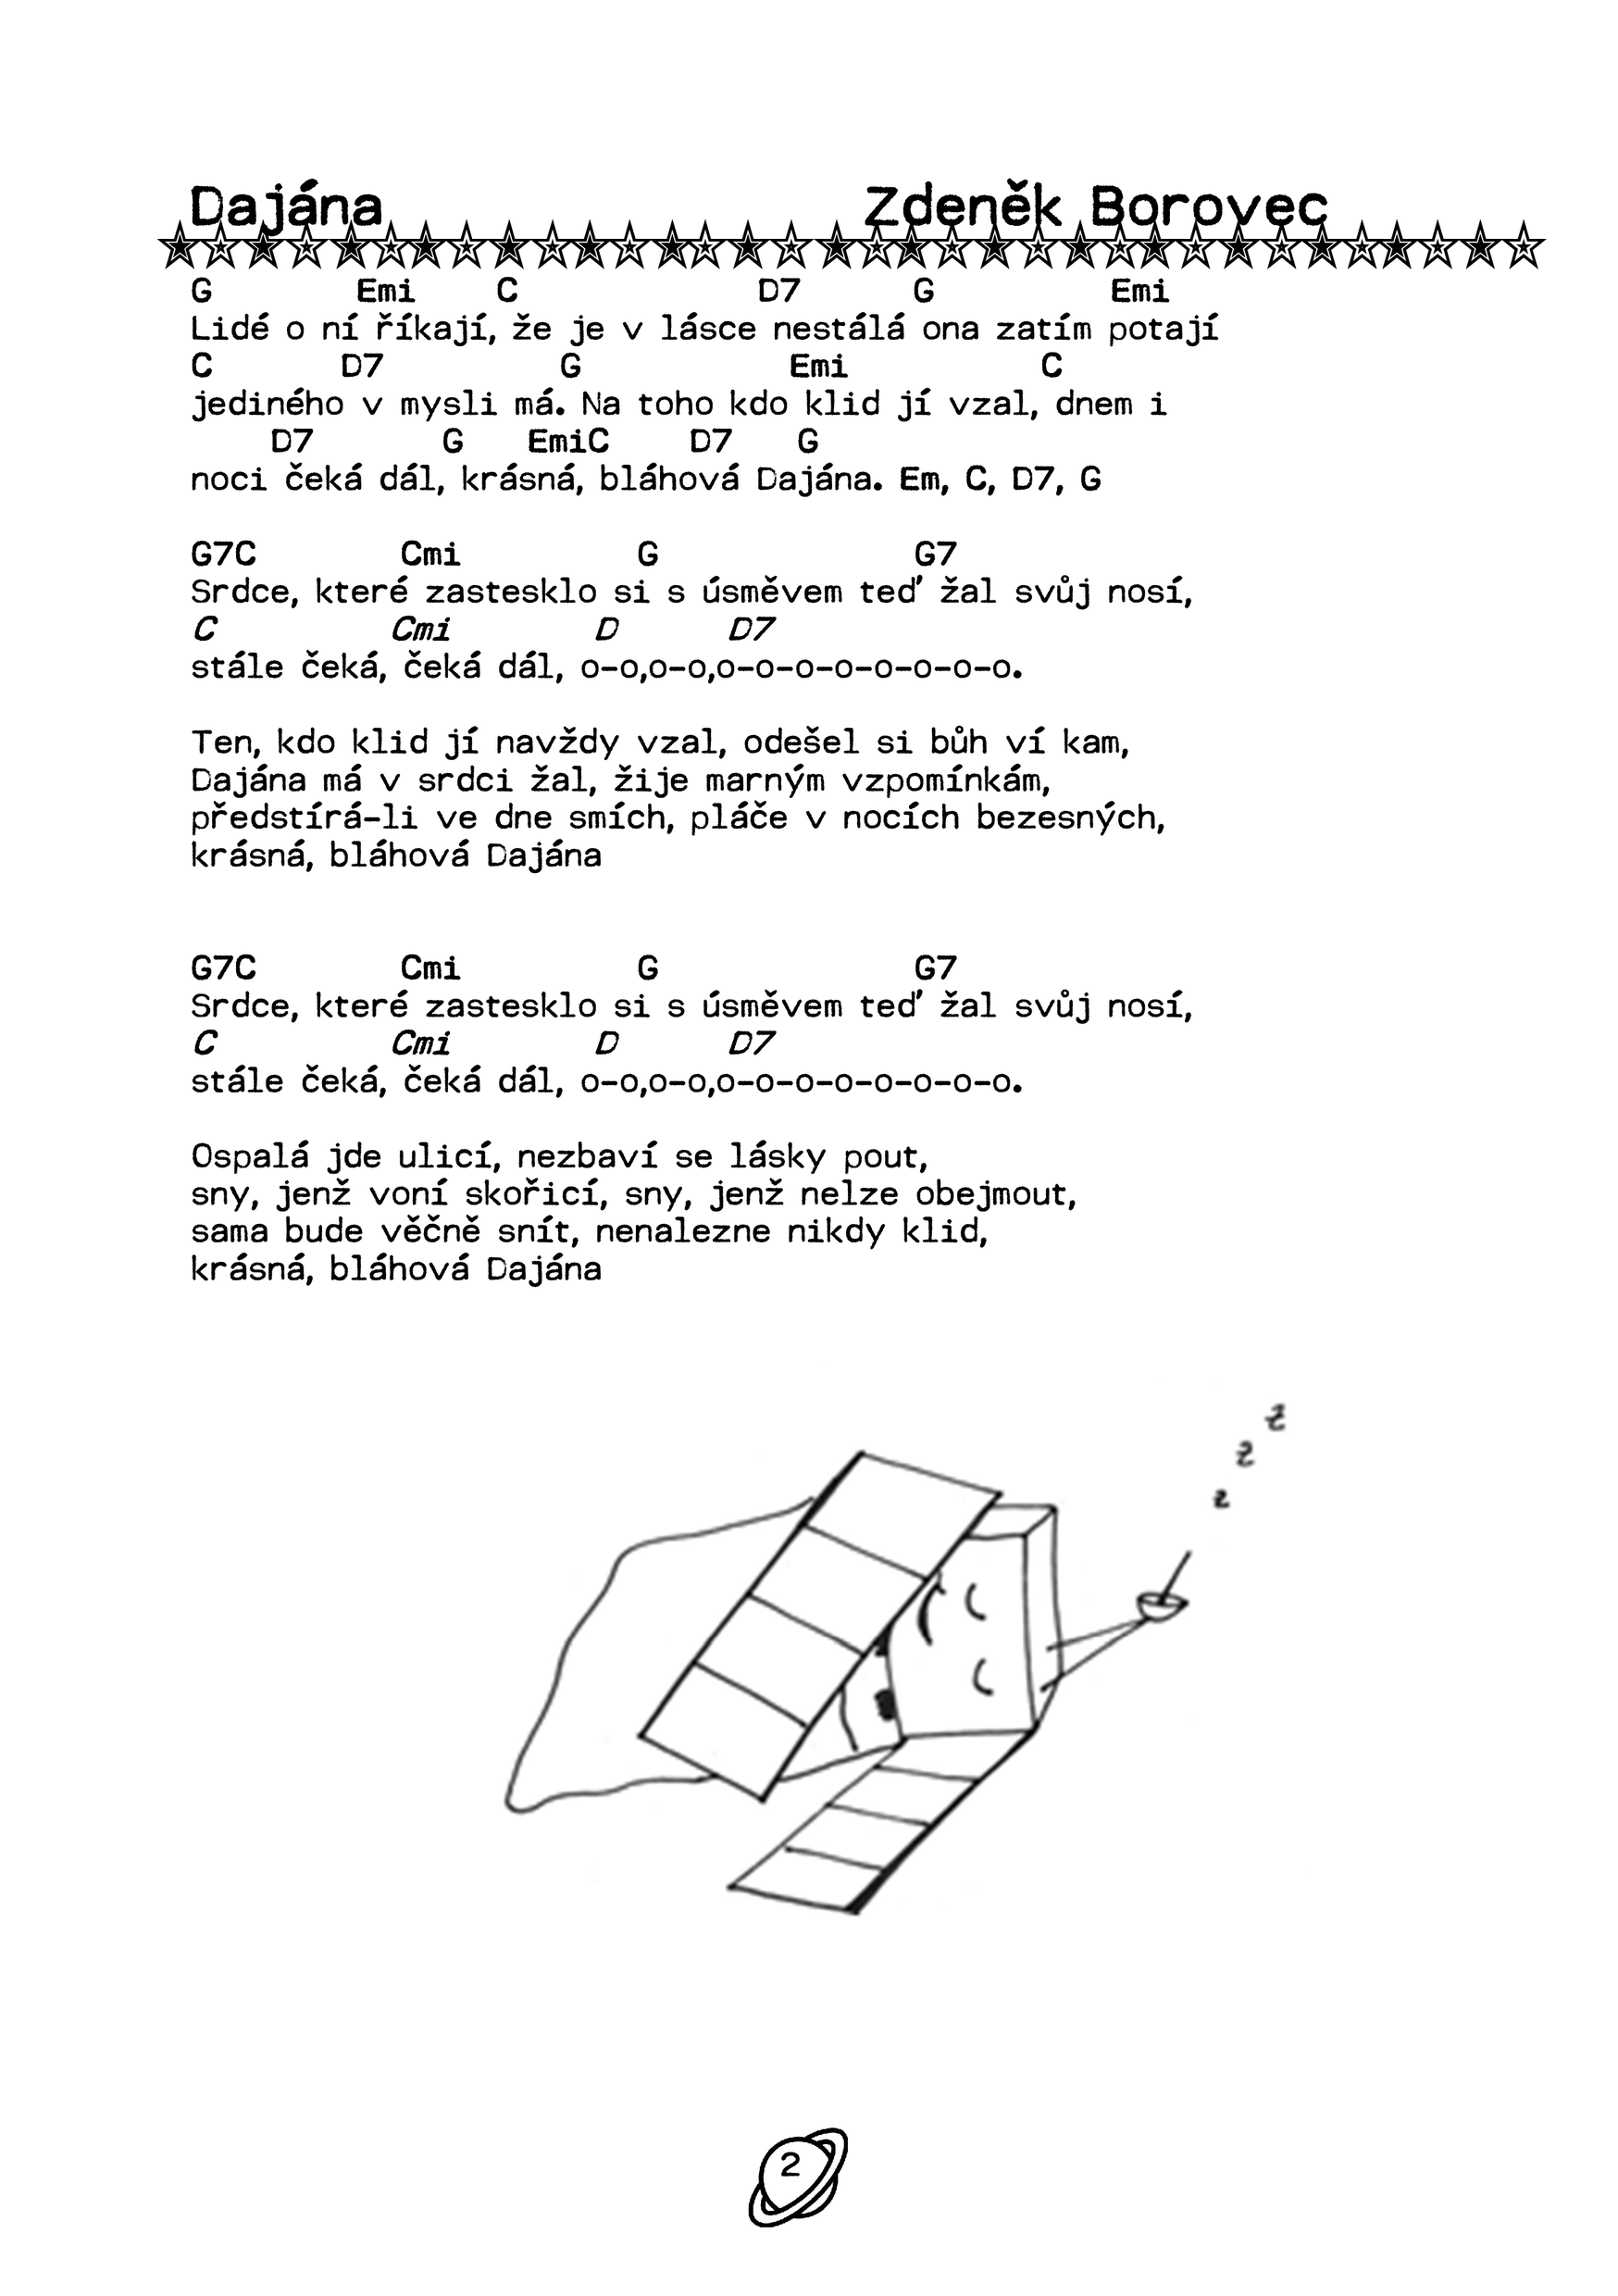 Dajána Zdeněk Borovec
G Emi C D7 G Emi
Lidé o ní říkají, že je v lásce nestálá ona zatím potají
C D7 G Emi C
jediného v mysli má. Na toho kdo klid jí vzal, dnem i
D7 G EmiC D7 G
noci čeká dál, krásná, bláhová Dajána. Em, C, D7, G
G7C Cmi G G7
Srdce, které zastesklo si s úsměvem teď žal svůj nosí,
C Cmi D D7
stále čeká, čeká dál, o-o,o-o,o-o-o-o-o-o-o-o.
Ten, kdo klid jí navždy vzal, odešel si bůh ví kam,
Dajána má v srdci žal, žije marným vzpomínkám,
předstírá-li ve dne smích, pláče v nocích bezesných,
krásná, bláhová Dajána
G7C Cmi G G7
Srdce, které zastesklo si s úsměvem teď žal svůj nosí,
C Cmi D D7
stále čeká, čeká dál, o-o,o-o,o-o-o-o-o-o-o-o.
Ospalá jde ulicí, nezbaví se lásky pout,
sny, jenž voní skořicí, sny, jenž nelze obejmout,
sama bude věčně snít, nenalezne nikdy klid,
krásná, bláhová Dajána
z
z
z
2